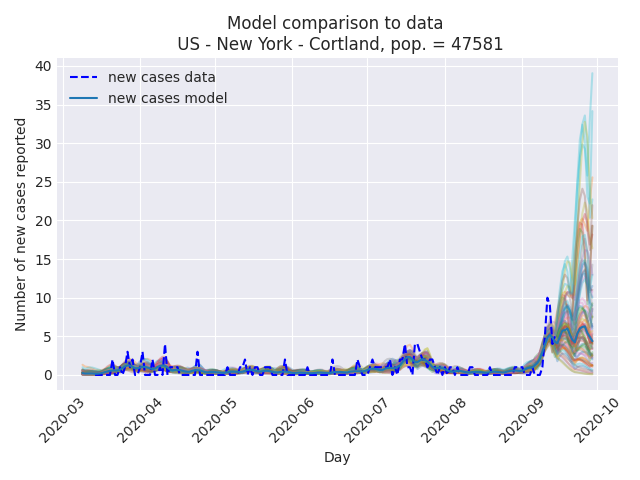 Model comparison to data
US - New York - Cortland, pop. = 47581
new cases data
new cases model
Number of new cases reported
40
35
30
25
20
15
10
5
0
2020-03
2020-04
2020-05
2020-06
2020-07
2020-08
2020-09
2020-10
Day